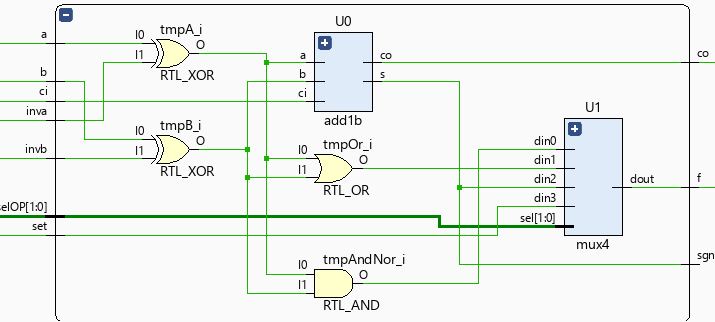 a
b
ci
inva
invb
selOP[1:0]
set
tmpA_i
I0
I1
O
RTL_XOR
tmpB_i
I0
I1
O
RTL_XOR
U0
a
b
ci
co
s
add1b
tmpOr_i
I0
I1
O
RTL_OR
tmpAndNor_i
I0
I1
O
RTL_AND
U1
din0
din1
din2
din3
sel[1:0]
dout
mux4
co
f
sgn